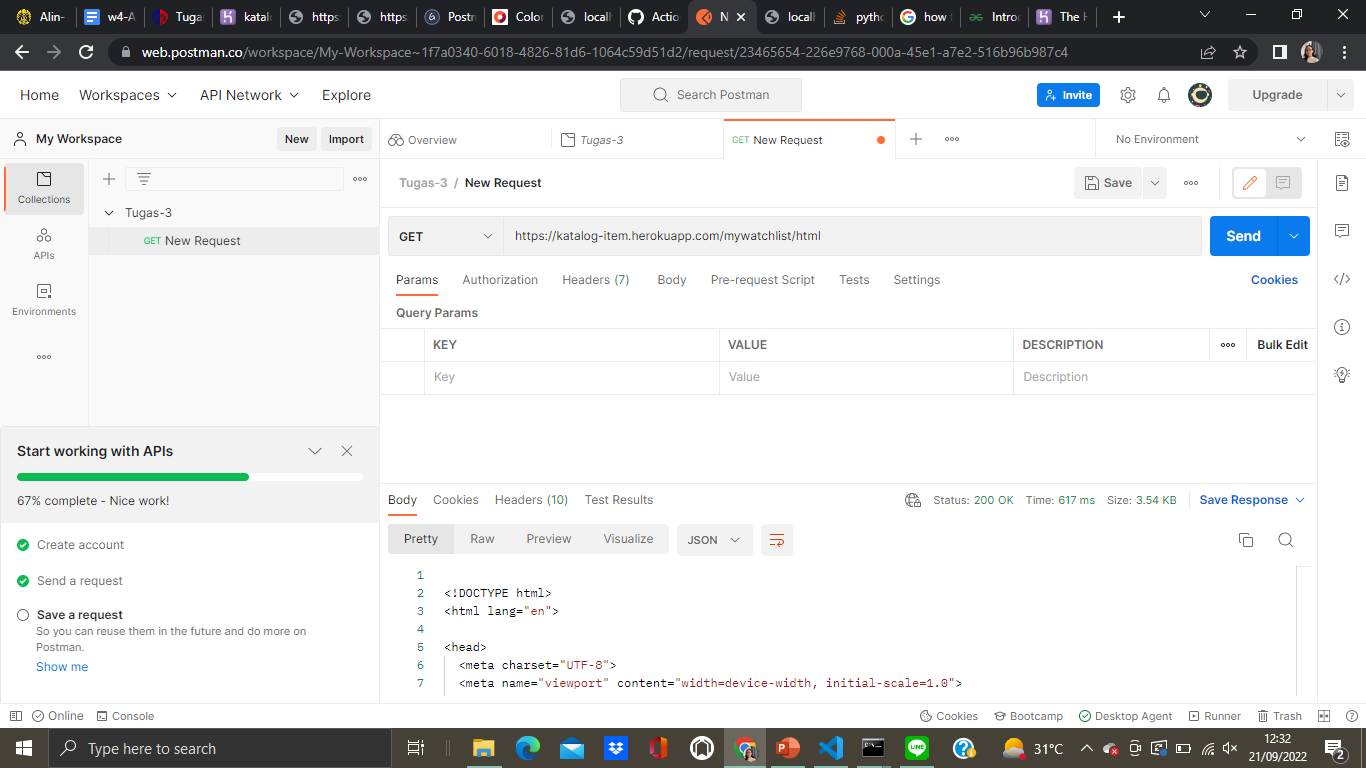 Alin-
w4-A
Tugas
katal
https
https
Postn
Color
locall
Actio
N
locall
pytho
how t
Introd
The H
web.postman.co/workspace/My-Workspace~1f7a0340-6018-4826-81d6-1064c59d51d2/request/23465654-226e9768-000a-45e1-a7e2-516b96b987c4
Home Workspaces API Network Explore
Search Postman
Invite
Upgrade
My Workspace
New Import
Overview
Tugas-3
GET New Request
No Environment
Collections
APIs
Environments
Tugas-3
GET New Request
Tugas-3 / New Request
Save
GET
https://katalog-item.herokuapp.com/mywatchlist/html
Send
Params Authorization Headers (7) Body Pre-request Script Tests Settings
Cookies
Query Params
KEY VALUE DESCRIPTION
Bulk Edit
Key Value Description
Start working with APIs
67% complete - Nice work!
Create account
Send a request
Save a request
So you can reuse them in the future and do more on
Postman.
Show me
Body Cookies Headers (10) Test Results
Status: 200 OK Time: 617 ms Size: 3.54 KB
Save Response
Pretty Raw Preview Visualize
JSON
1
2 <!DOCTYPE html>
3 <html lang="en">
4
5 <head>
6 <meta charset="UTF-8">
7 <meta name="viewport" content="width=device-width, initial-scale=1.0">
Online Console
Cookies Bootcamp Desktop Agent Runner Trash
Type here to search
31°C
12:32
21/09/2022
2